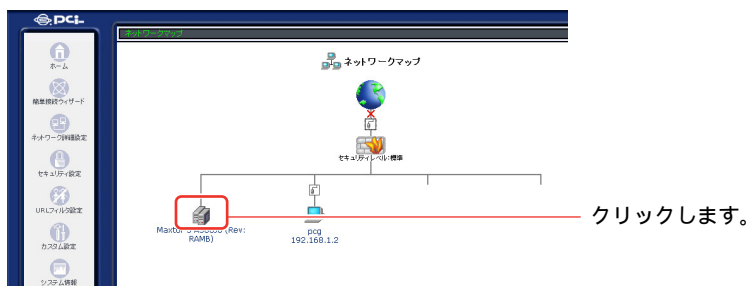 pci
ネットワークマップ
ホーム
簡単接続ウィザード
ネットワーク詳細設定
セキュリティ設定
URLフィルタ設定
カスタム設定
システム情報
ネットワークマップ
セキュリティレベル:標準
Maxtor (Rev:
RAMB)
pcg
192.168.1.2
クリックします。